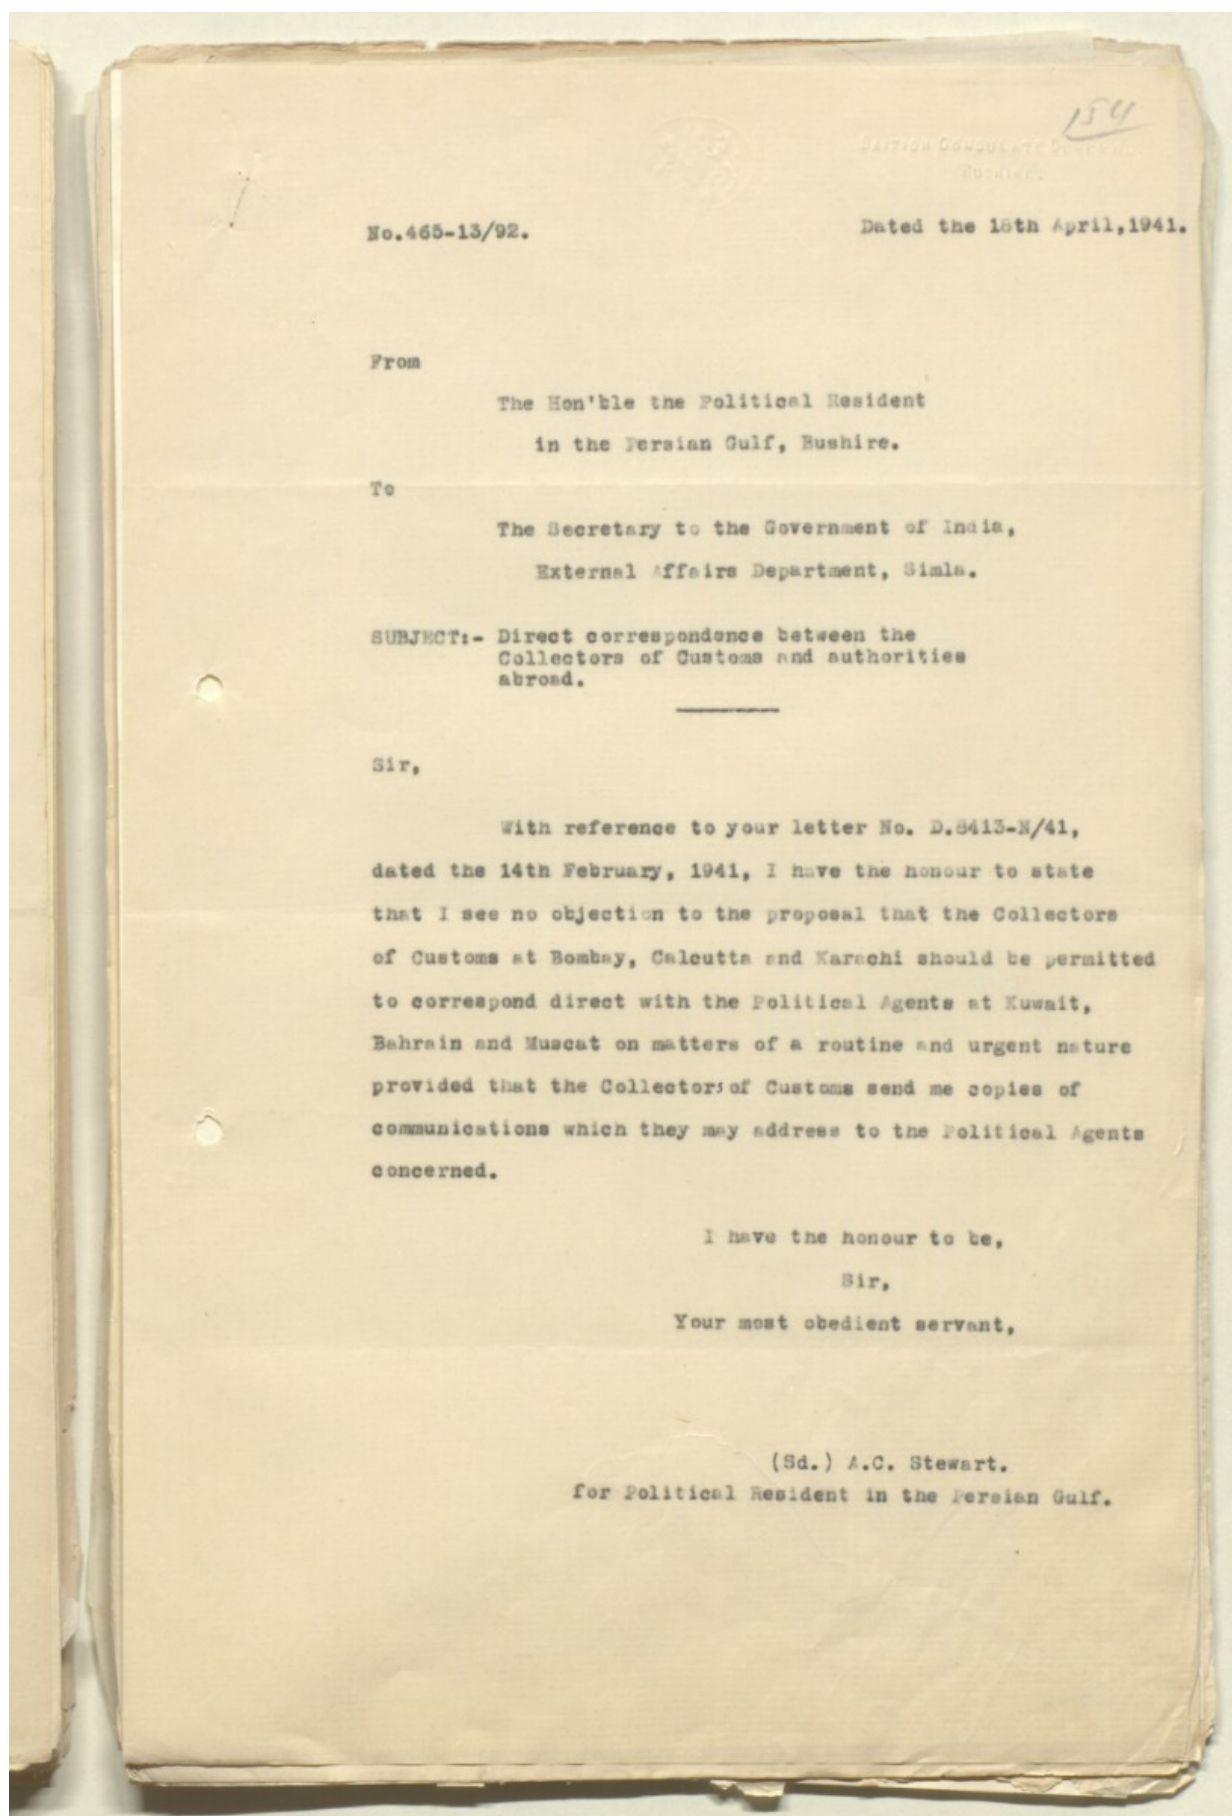 154
BRITISH CONSULATE GENERAL,
BUSHIRE.
No.465-13/92.
Dated the 18th April,1941.
From
The Hon'ble the Political Resident
in the Persian Gulf, Bushire.
To
The Secretary to the Government of India,
External Affairs Department, Simla.
SUBJECT:- Direct correspondence between the
Collectors of Customs and authorities
abroad.
Sir,
With reference to your letter No. D.8413-N/41,
dated the 14th February, 1941, I have the honour to state
that I see no objection to the proposal that the Collectors
of Customs at Bombay, Calcutta and Karachi should be permitted
to correspond direct with the Political Agents at Kuwait,
Bahrain and Muscat on matters of a routine and urgent nature
provided that the Collectors of Customs send me copies of
communications which they may address to the Political Agents
concerned.
I have the honour to be,
Sir,
Your most obedient servant,
(Sd.) A.C. Stewart.
for Political Resident in the Persian Gulf.